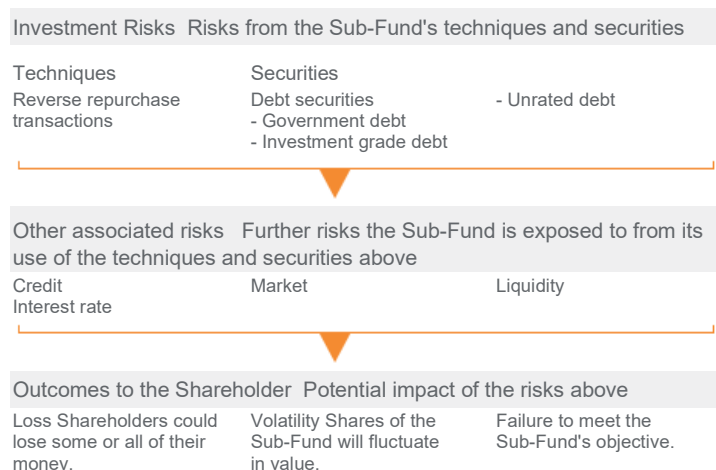 Investment Risks Risks from the Sub-Fund's techniques and securities
Techniques
Reverse repurchase
transactions
Securities
Debt securities
- Government debt
- Investment grade debt
- Unrated debt
Other associated risks Further risks the Sub-Fund is exposed to from its
use of the techniques and securities above
Credit
Interest rate
Market
Liquidity
Outcomes to the Shareholder Potential impact of the risks above
Loss Shareholders could
lose some or all of their
money.
Volatility Shares of the
Sub-Fund will fluctuate
in value.
Failure to meet the
Sub-Fund's objective.